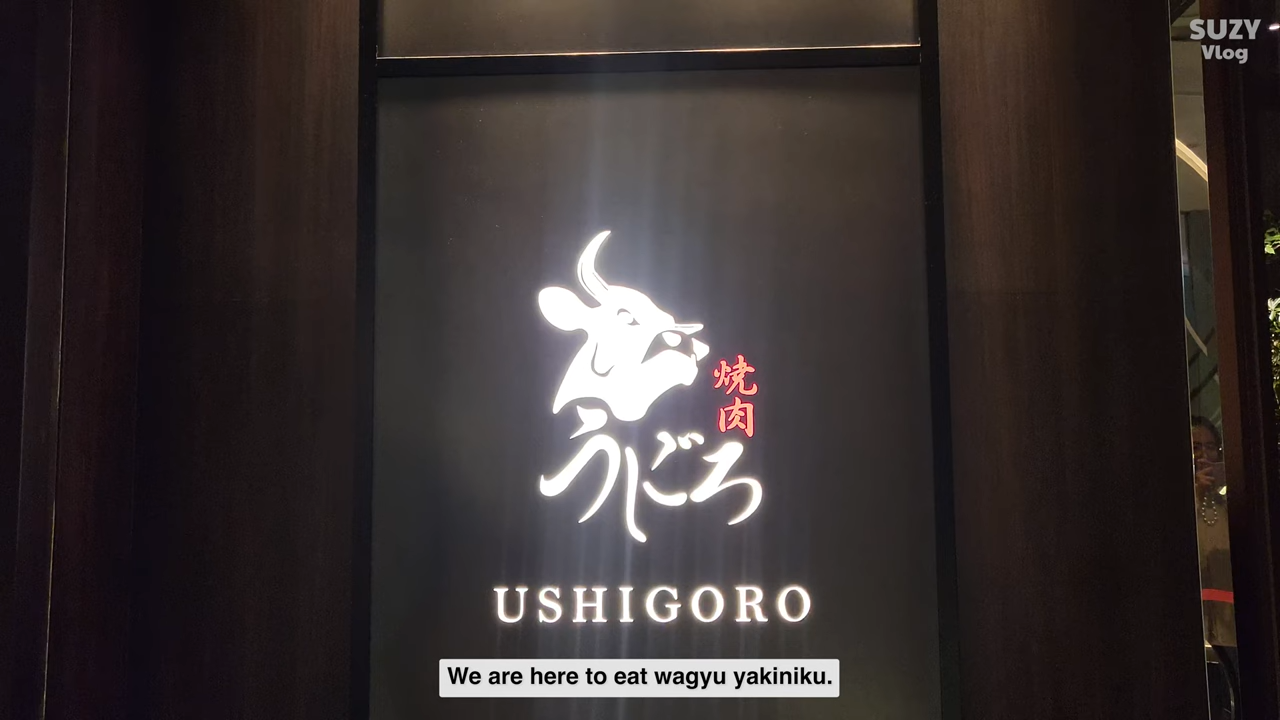 SUZY
Vlog
焼肉
うしごろ
USHIGORO
We are here to eat wagyu yakiniku.